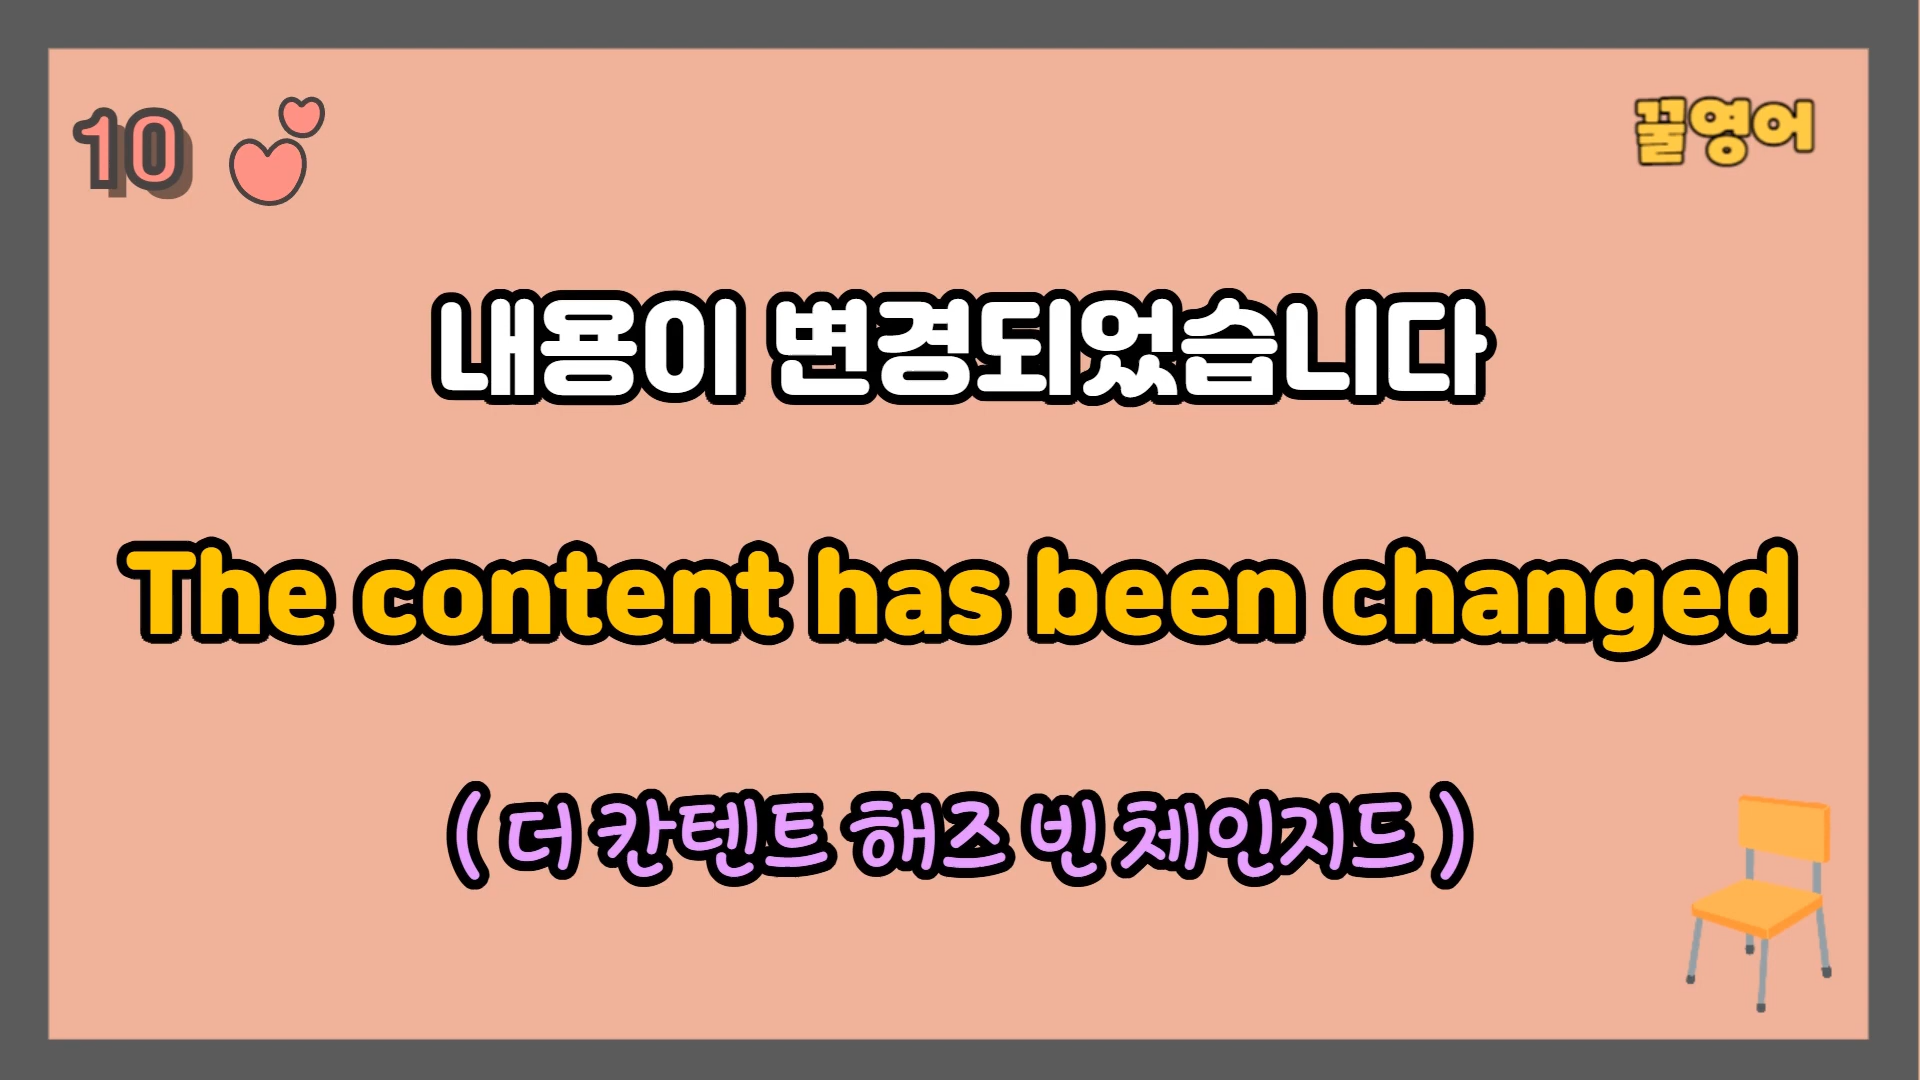 10
꿀영어
내용이 변경되었습니다
The content has been changed
( 더 칸텐트 해즈 빈 체인지드 )